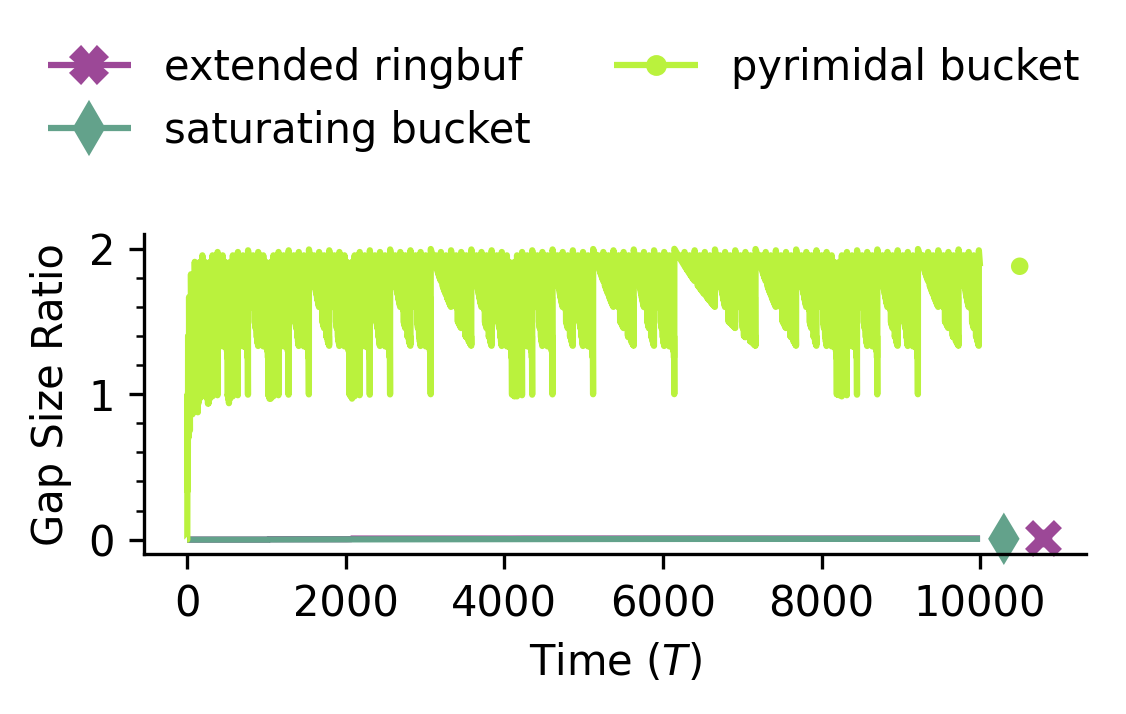 extended ringbuf
saturating bucket
pyrimidal bucket
Gap Size Ratio
2
1
0
0 2000 4000 6000 8000 10000
Time (T)